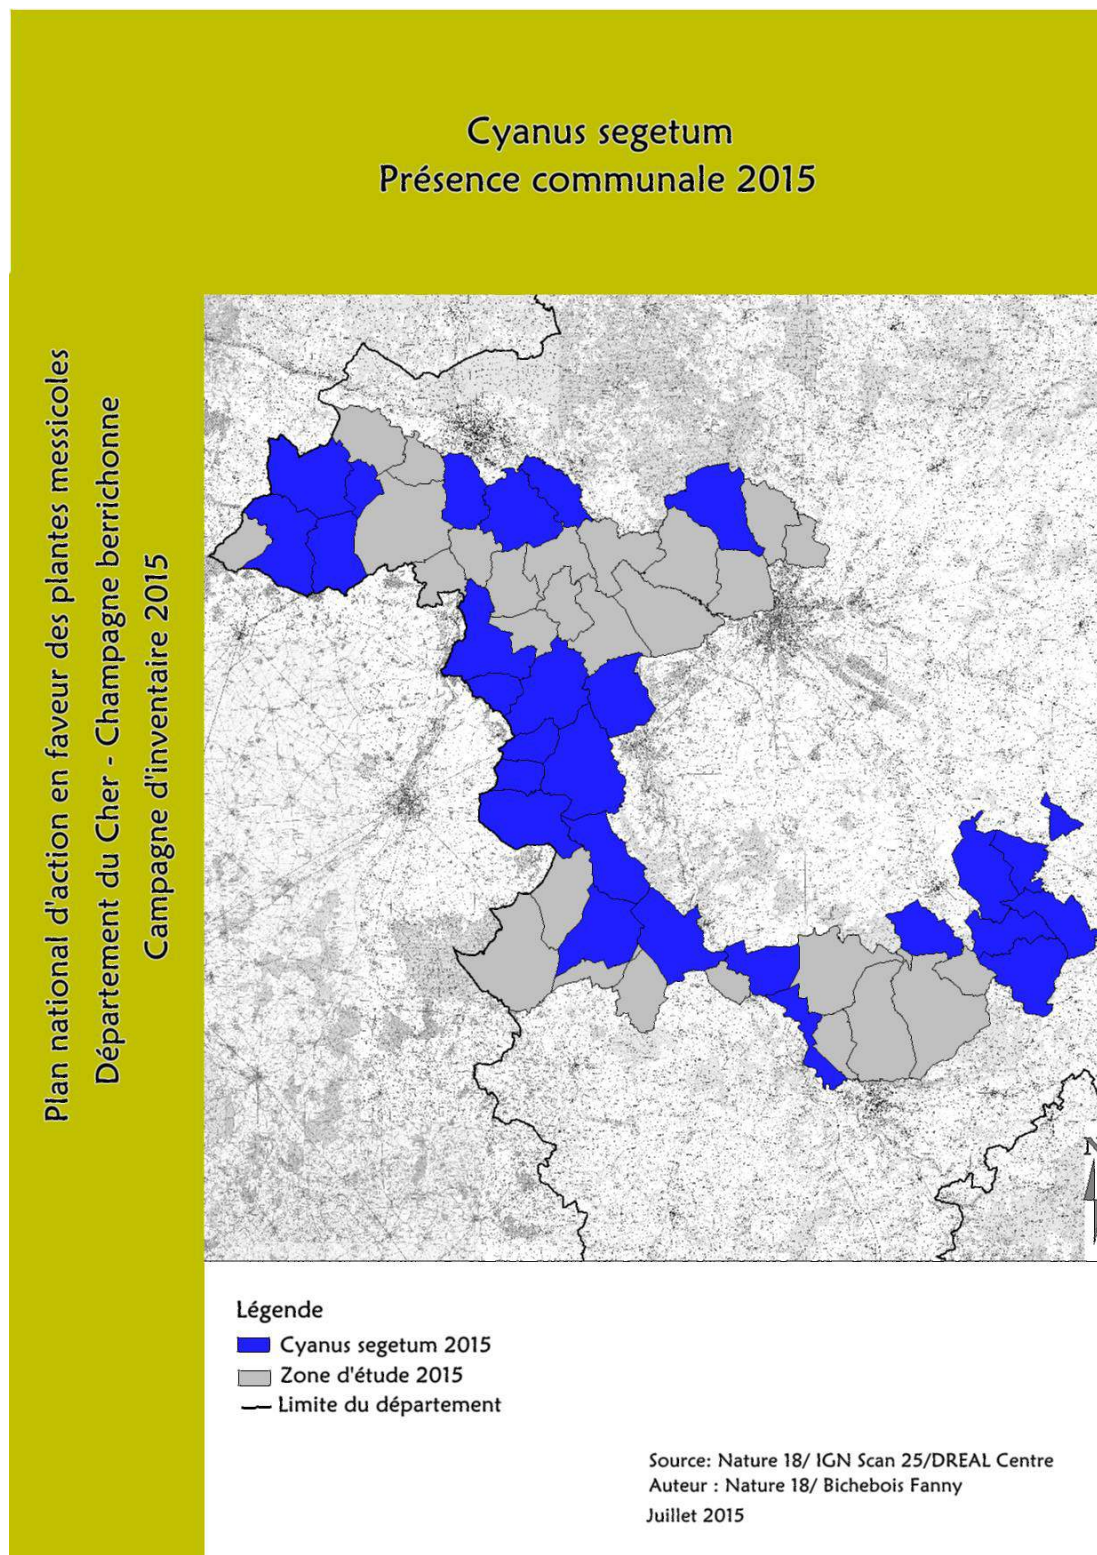 Cyanus segetum
Présence communale 2015
Plan national d'action en faveur des plantes messicoles
Département du Cher - Champagne berrichonne
Campagne d'inventaire 2015
N
Légende
Cyanus segetum 2015
Zone d'étude 2015
Limite du département
Source: Nature 18/ IGN Scan 25/DREAL Centre
Auteur : Nature 18/ Bichebois Fanny
Juillet 2015